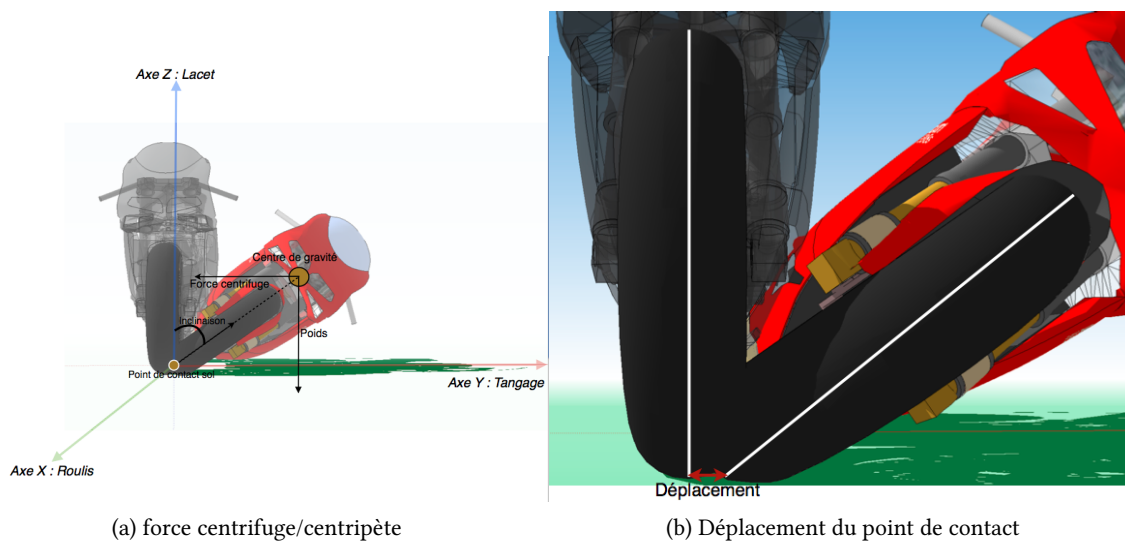 Axe Z : Lacet
Centre de gravité
Force centrifuge
Inclinaison
Poids
Point de contact sol
Axe Y : Tangage
Axe X : Roulis
Déplacement
(a) force centrifuge/centripète
(b) Déplacement du point de contact